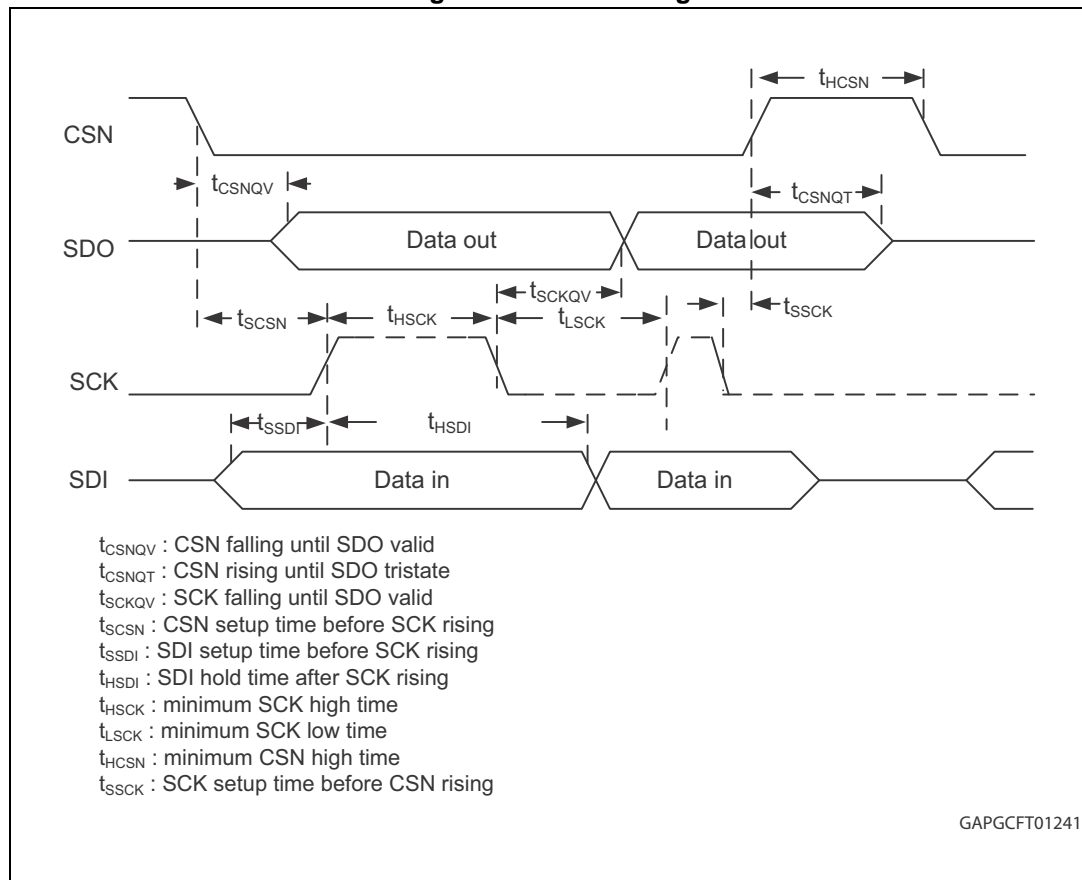 tHCSN
CSN
tCSNQV
tCSNQT
SDO
Data out
Data out
tSCKQV
tSCSN
tHSCK
tLSCK
tSSCK
SCK
tSSDI
tHSDI
SDI
Data in
Data in
tCSNQV : CSN falling until SDO valid
tCSNQT : CSN rising until SDO tristate
tSCKQV : SCK falling until SDO valid
tSCSN : CSN setup time before SCK rising
tSSDI : SDI setup time before SCK rising
tHSDI : SDI hold time after SCK rising
tHSCK : minimum SCK high time
tLSCK : minimum SCK low time
tHCSN : minimum CSN high time
tSSCK : SCK setup time before CSN rising
GAPGCFT01241